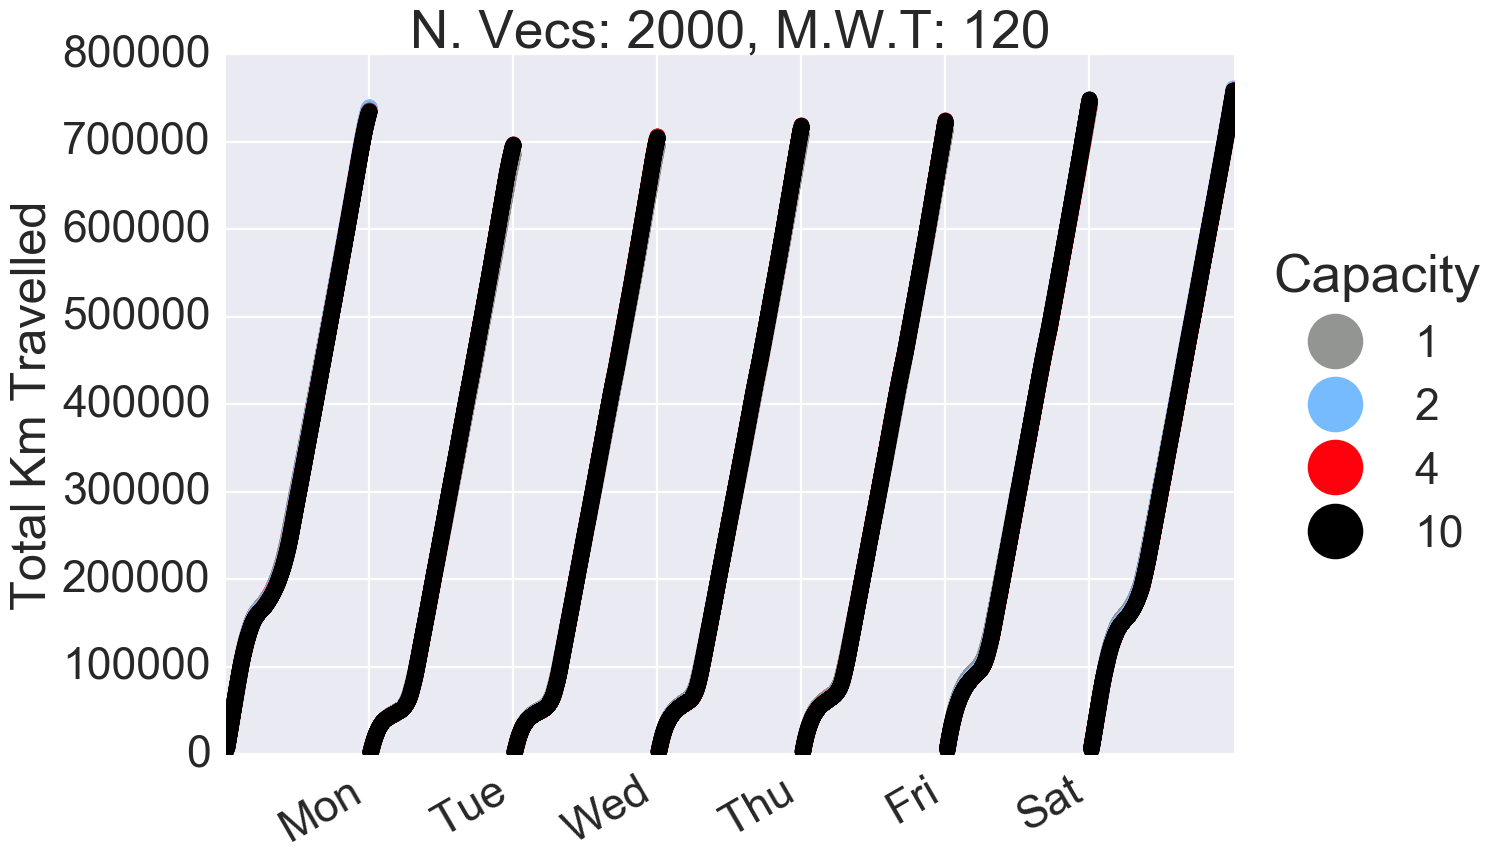 N. Vecs: 2000, M.W.T: 120
800000
700000
600000
500000
400000
300000
200000
100000
0
Total Km Travelled
Mon
Tue
Wed
Thu
Fri
Sat
Capacity
1
2
4
10